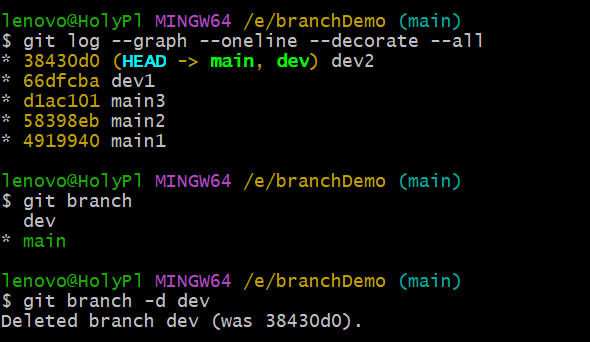 lenovo@HolyPl MINGW64 /e/branchDemo (main)
$ git log --graph --oneline --decorate --all
* 38430d0 (HEAD -> main, dev) dev2
* 66dfcba dev1
* d1ac101 main3
* 58398eb main2
* 4919940 main1
lenovo@HolyPl MINGW64 /e/branchDemo (main)
$ git branch
  dev
* main
lenovo@HolyPl MINGW64 /e/branchDemo (main)
$ git branch -d dev
Deleted branch dev (was 38430d0).